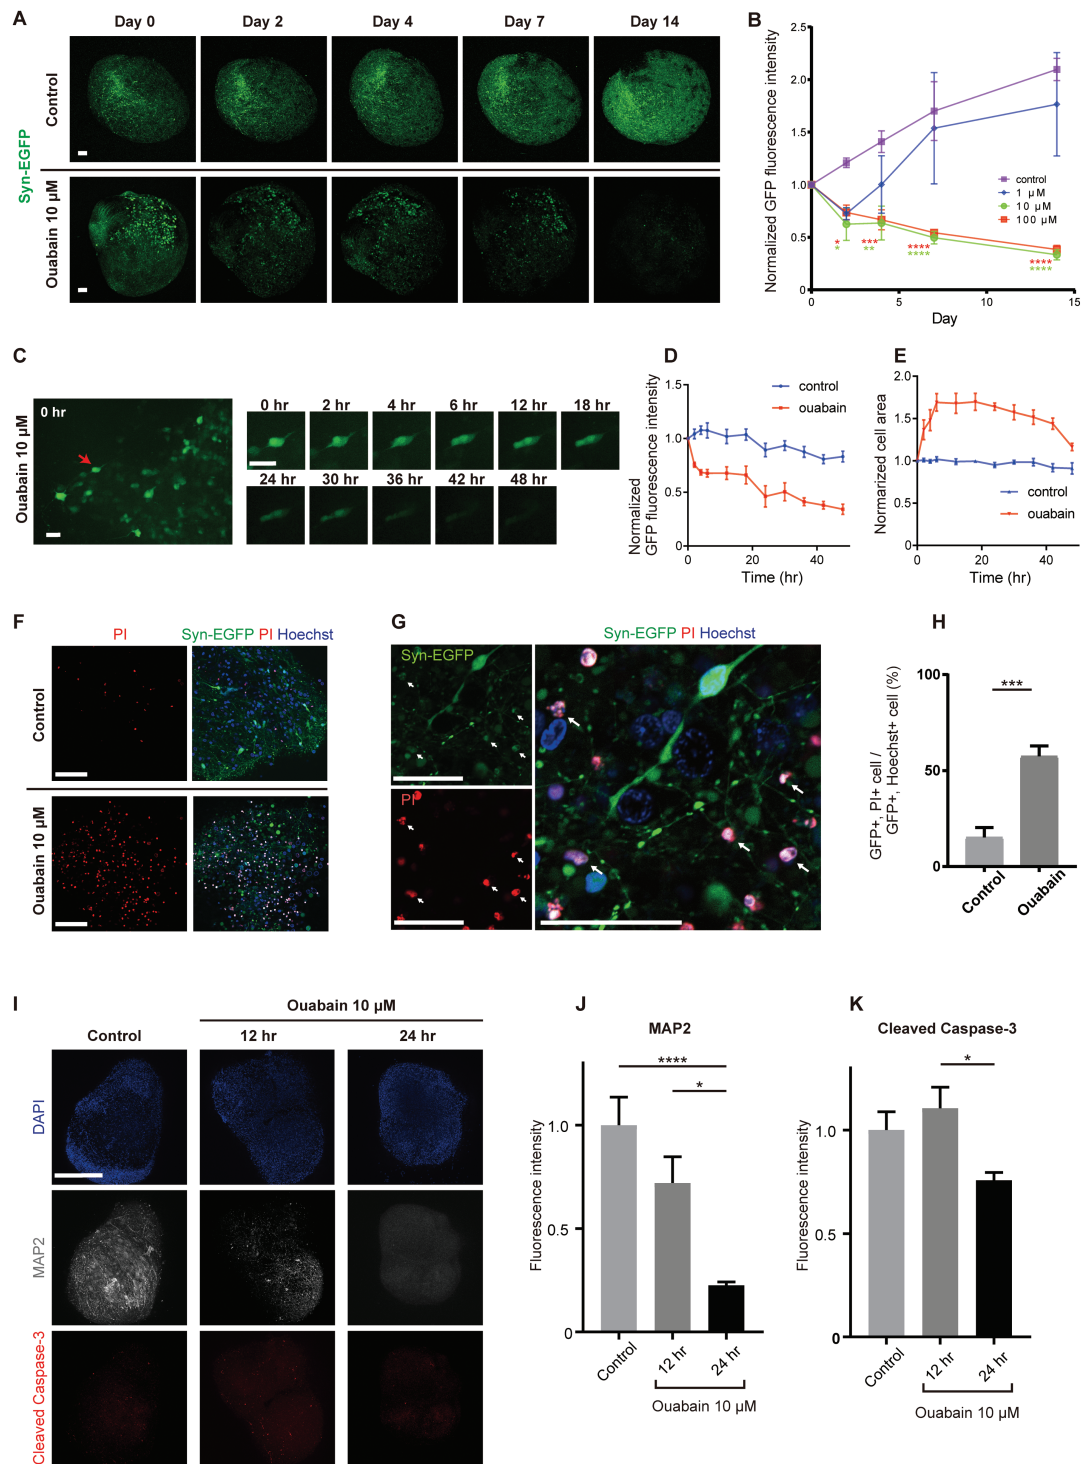 A
Day 0 Day 2 Day 4 Day 7 Day 14
Syn-EGFP
Control
Ouabain 10 µM
B
Normalized GFP fluorescence intensity
2.5
2.0
1.5
1.0
0.5
0
0 5 10 15
Day
control
1 µM
10 µM
100 µM
* *** **** ****
* ** **** ****
C
Ouabain 10 µM
0 hr
0 hr 2 hr 4 hr 6 hr 12 hr 18 hr
24 hr 30 hr 36 hr 42 hr 48 hr
D
Normalized
GFP fluorescence intensity
1.5
1.0
0.5
0
0 20 40
Time (hr)
control
ouabain
E
Normarized cell area
2.0
1.5
1.0
0.5
0
0 20 40
Time (hr)
control
ouabain
F
PI Syn-EGFP PI Hoechst
Control
Ouabain 10 µM
G
Syn-EGFP PI Hoechst
Syn-EGFP
PI
H
GFP+, PI+ cell /
GFP+, Hoechst+ cell (%)
100
50
0
***
Control Ouabain
I
Ouabain 10 µM
Control 12 hr 24 hr
DAPI
MAP2
Cleaved Caspase-3
J
MAP2
Fluorescence intensity
1.0
0.5
0
****
*
Control 12 hr 24 hr
Ouabain 10 µM
K
Cleaved Caspase-3
Fluorescence intensity
1.0
0.5
0
*
Control 12 hr 24 hr
Ouabain 10 µM